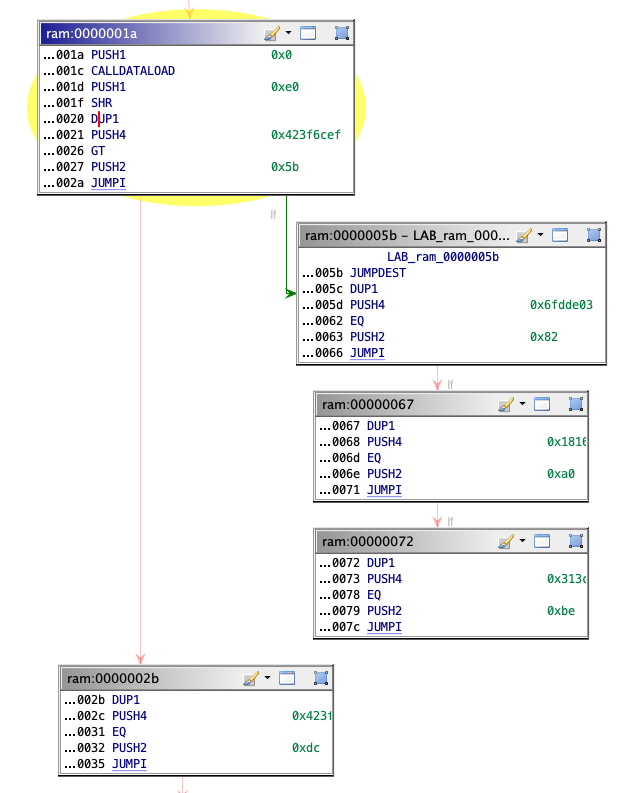 ram:0000001a
...001a PUSH1 0x0
...001c CALLDATALOAD
...001d PUSH1 0xe0
...001f SHR
...0020 DUP1
...0021 PUSH4 0x423f6cef
...0026 GT
...0027 PUSH2 0x5b
...002a JUMPI
If
ram:0000005b - LAB_ram_000...
LAB_ram_0000005b
...005b JUMPDEST
...005c DUP1
...005d PUSH4 0x6fdde03
...0062 EQ
...0063 PUSH2 0x82
...0066 JUMPI
If
ram:00000067
...0067 DUP1
...0068 PUSH4 0x1816
...006d EQ
...006e PUSH2 0xa0
...0071 JUMPI
If
ram:00000072
...0072 DUP1
...0073 PUSH4 0x313c
...0078 EQ
...0079 PUSH2 0xbe
...007c JUMPI
ram:0000002b
...002b DUP1
...002c PUSH4 0x423f
...0031 EQ
...0032 PUSH2 0xdc
...0035 JUMPI